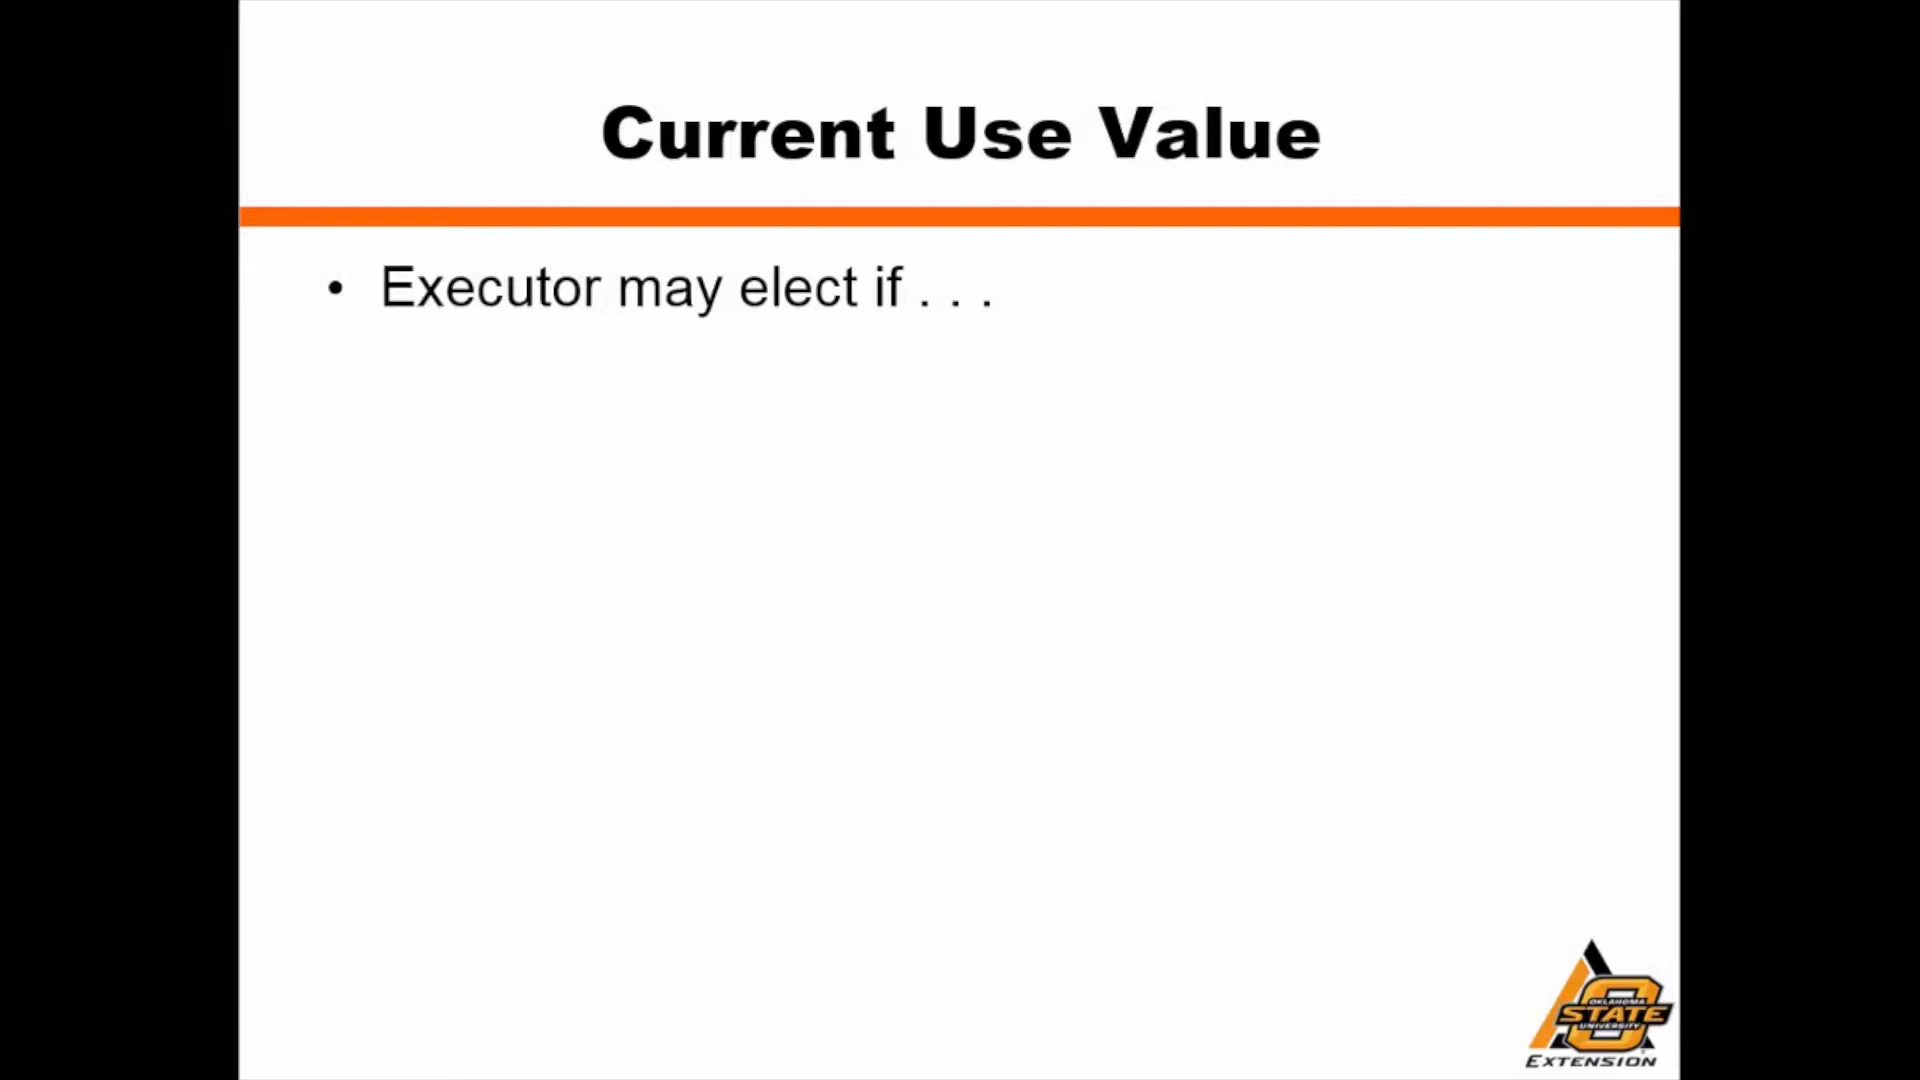 Current Use Value
• Executor may elect if . . .
OKLAHOMA
STATE
UNIVERSITY
EXTENSION